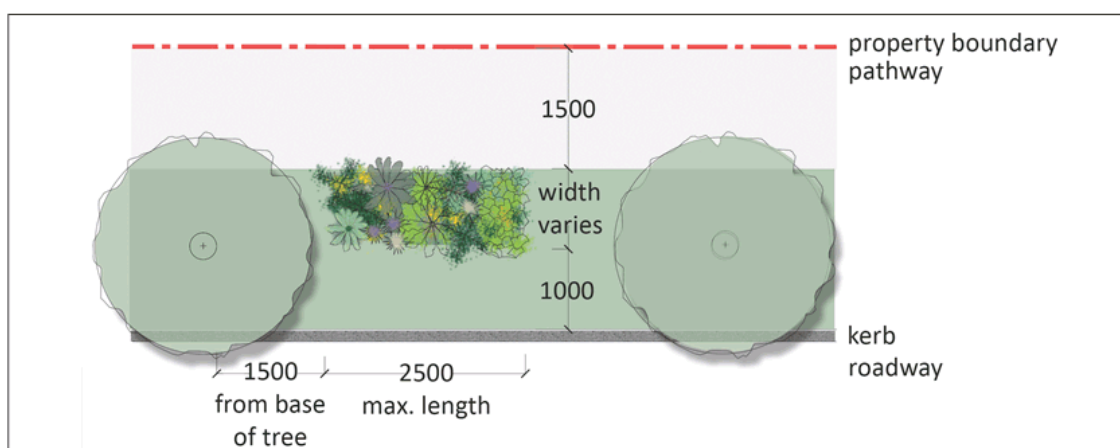 property boundary
pathway
1500
width
varies
1000
kerb
roadway
1500
from base
of tree
2500
max. length